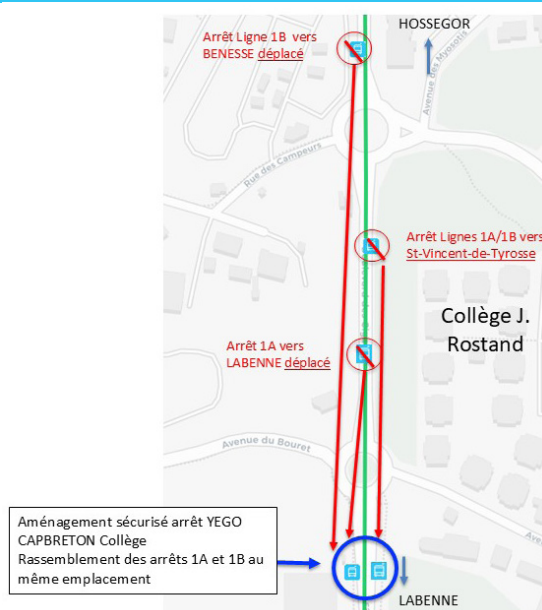 HOSSEGOR
Arrêt Ligne 1B vers
BENESSE déplacé
Avenue des Myosotis
Rue des Campeurs
Arrêt Lignes 1A/1B vers
St-Vincent-de-Tyrosse
Collège J.
Rostand
Arrêt 1A vers
LABENNE déplacé
Avenue du Bouret
Aménagement sécurisé arrêt YEGO
CAPBRETON Collège
Rassemblement des arrêts 1A et 1B au
même emplacement
LABENNE